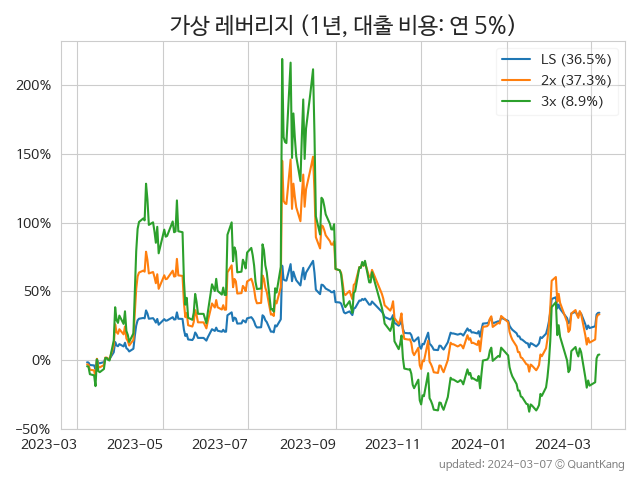 가상 레버리지 (1년, 대출 비용: 연 5%)
LS (36.5%)
2x (37.3%)
3x (8.9%)
200%
150%
100%
50%
0%
−50%
2023-03 2023-05 2023-07 2023-09 2023-11 2024-01 2024-03
updated: 2024-03-07 © QuantKang